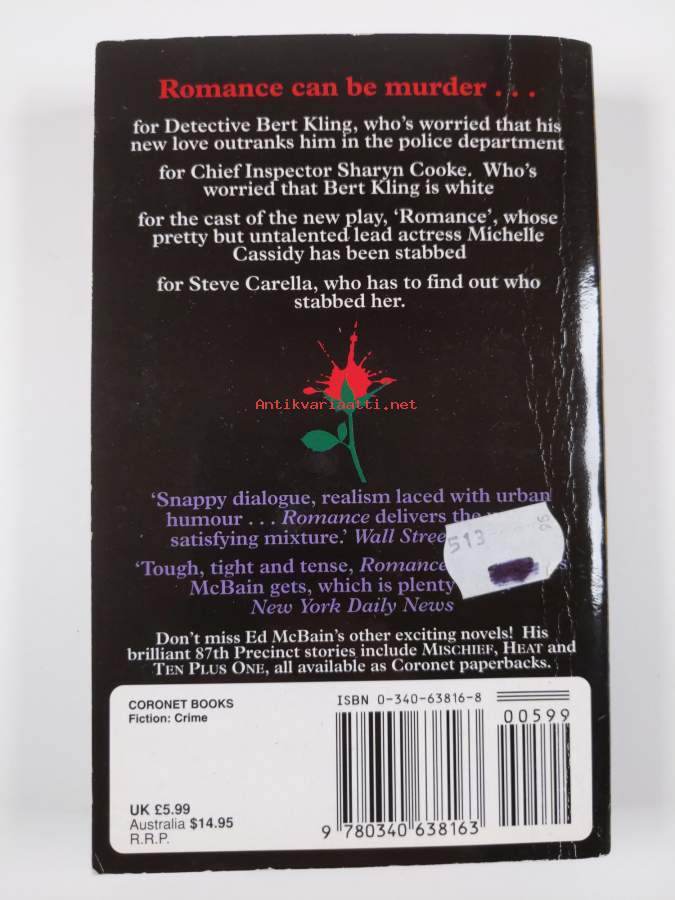 Romance can be murder . . .
for Detective Bert Kling, who's worried that his
new love outranks him in the police department
for Chief Inspector Sharyn Cooke. Who's
worried that Bert Kling is white
for the cast of the new play, 'Romance', whose
pretty but untalented lead actress Michelle
Cassidy has been stabbed
for Steve Carella, who has to find out who
stabbed her.
Antikvariaatti.net
'Snappy dialogue, realism laced with urban
humour . . . Romance delivers the
satisfying mixture.' Wall Stree
513
'Tough, tight and tense, Romance
McBain gets, which is plenty
New York Daily News
Don't miss Ed McBain's other exciting novels! His
brilliant 87th Precinct stories include MISCHIEF, HEAT and
TEN PLUS ONE, all available as Coronet paperbacks.
CORONET BOOKS
Fiction: Crime
ISBN 0-340-63816-8
00599
UK £5.99
Australia $14.95
R.R.P.
9 780340 638163